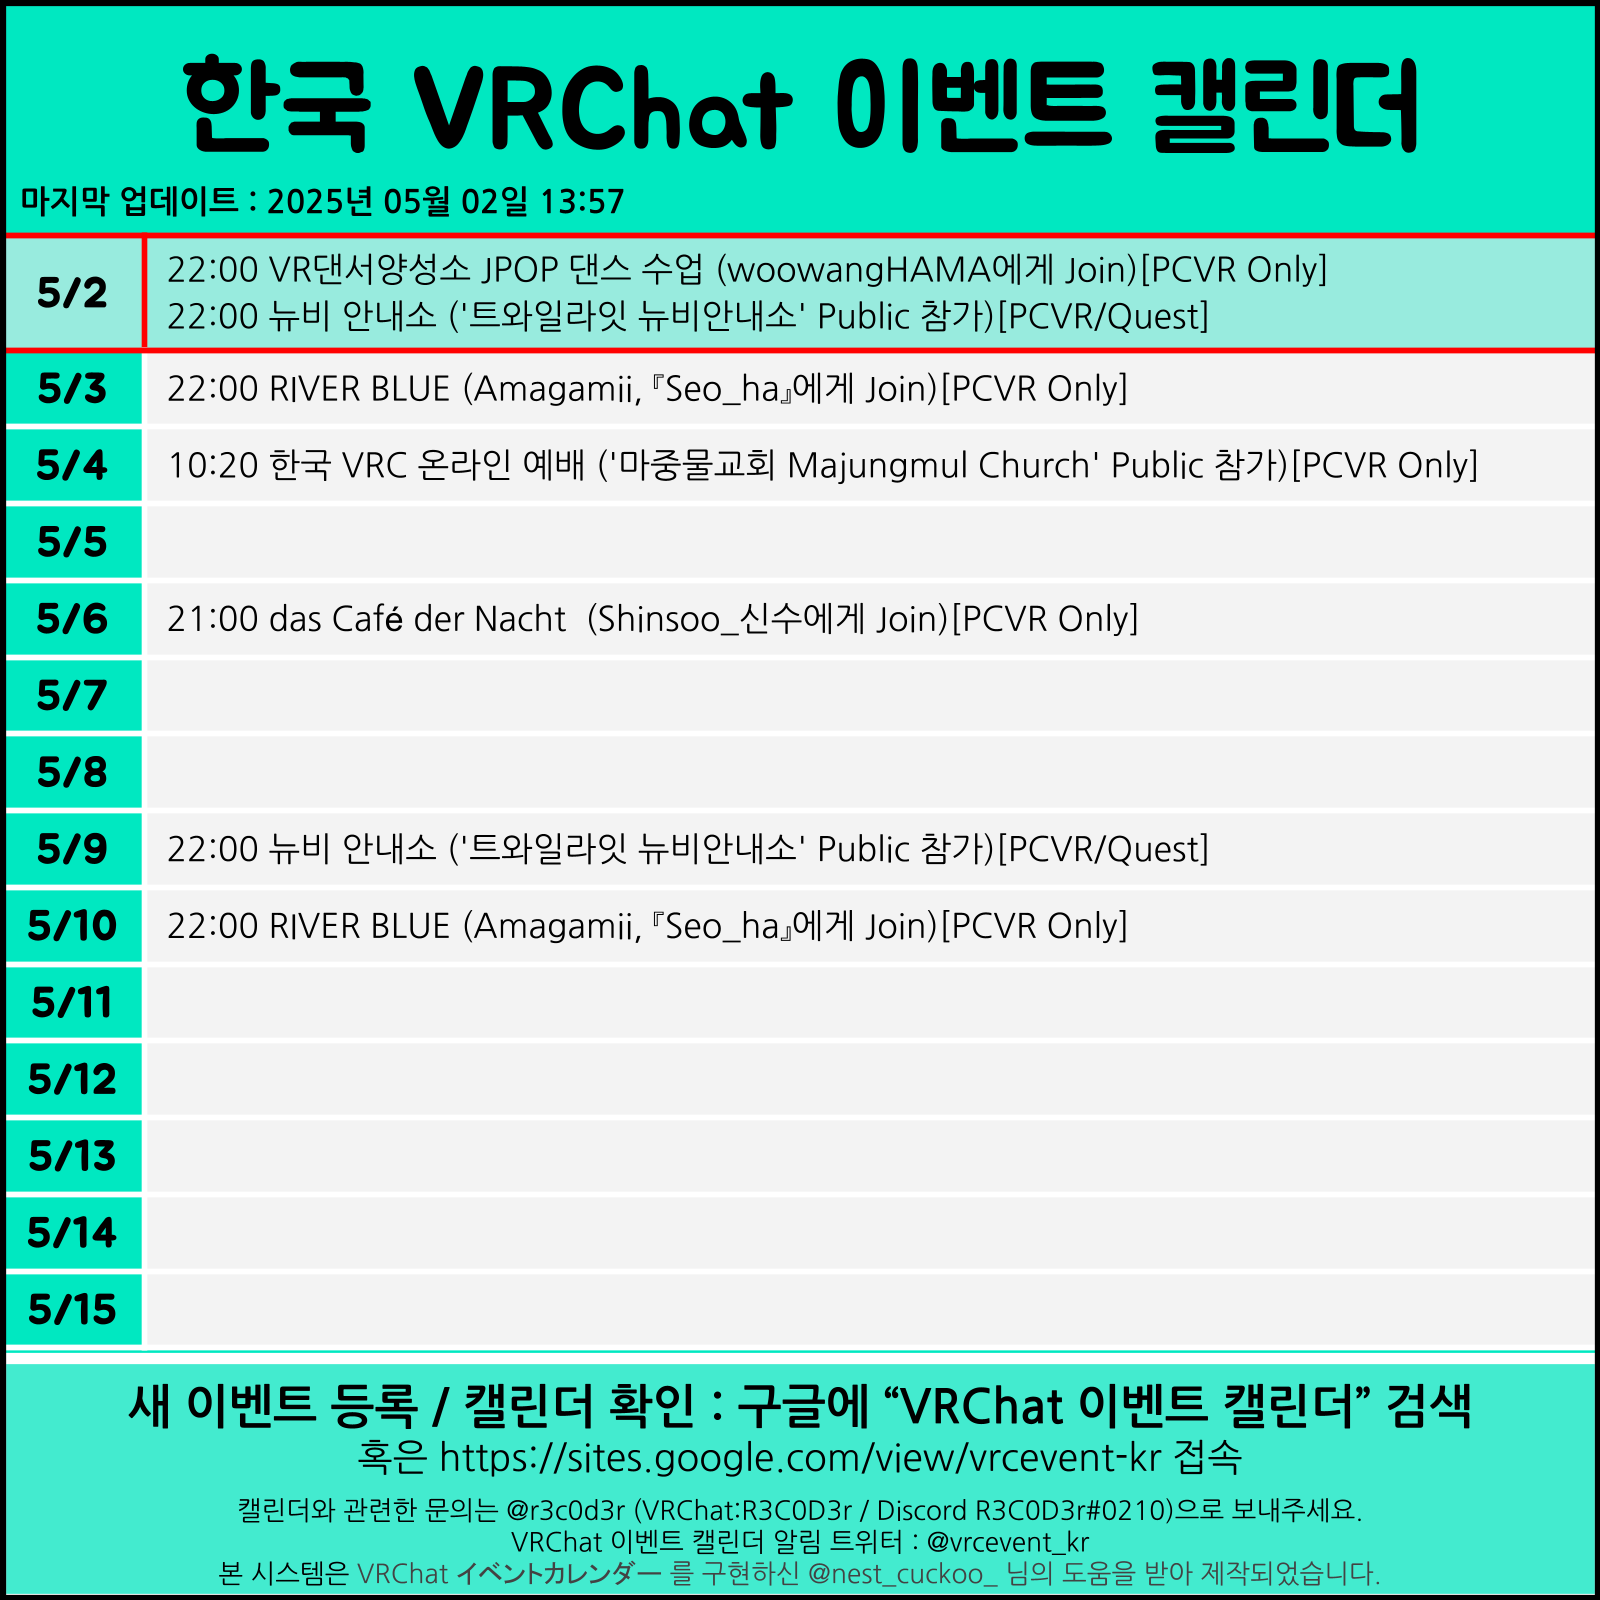 한국 VRChat 이벤트 캘린더
마지막 업데이트 : 2025년 05월 02일 13:57
5/2
22:00 VR댄서양성소 JPOP 댄스 수업 (woowangHAMA에게 Join)[PCVR Only]
22:00 뉴비 안내소 ('트와일라잇 뉴비안내소' Public 참가)[PCVR/Quest]
5/3
22:00 RIVER BLUE (Amagamii,『Seo_ha』에게 Join)[PCVR Only]
5/4
10:20 한국 VRC 온라인 예배 ('마중물교회 Majungmul Church' Public 참가)[PCVR Only]
5/5
5/6
21:00 das Café der Nacht  (Shinsoo_신수에게 Join)[PCVR Only]
5/7
5/8
5/9
22:00 뉴비 안내소 ('트와일라잇 뉴비안내소' Public 참가)[PCVR/Quest]
5/10
22:00 RIVER BLUE (Amagamii,『Seo_ha』에게 Join)[PCVR Only]
5/11
5/12
5/13
5/14
5/15
새 이벤트 등록 / 캘린더 확인 : 구글에 “VRChat 이벤트 캘린더” 검색
혹은 https://sites.google.com/view/vrcevent-kr 접속
캘린더와 관련한 문의는 @r3c0d3r (VRChat:R3C0D3r / Discord R3C0D3r#0210)으로 보내주세요.
VRChat 이벤트 캘린더 알림 트위터 : @vrcevent_kr
본 시스템은 VRChat イベントカレンダー 를 구현하신 @nest_cuckoo_ 님의 도움을 받아 제작되었습니다.